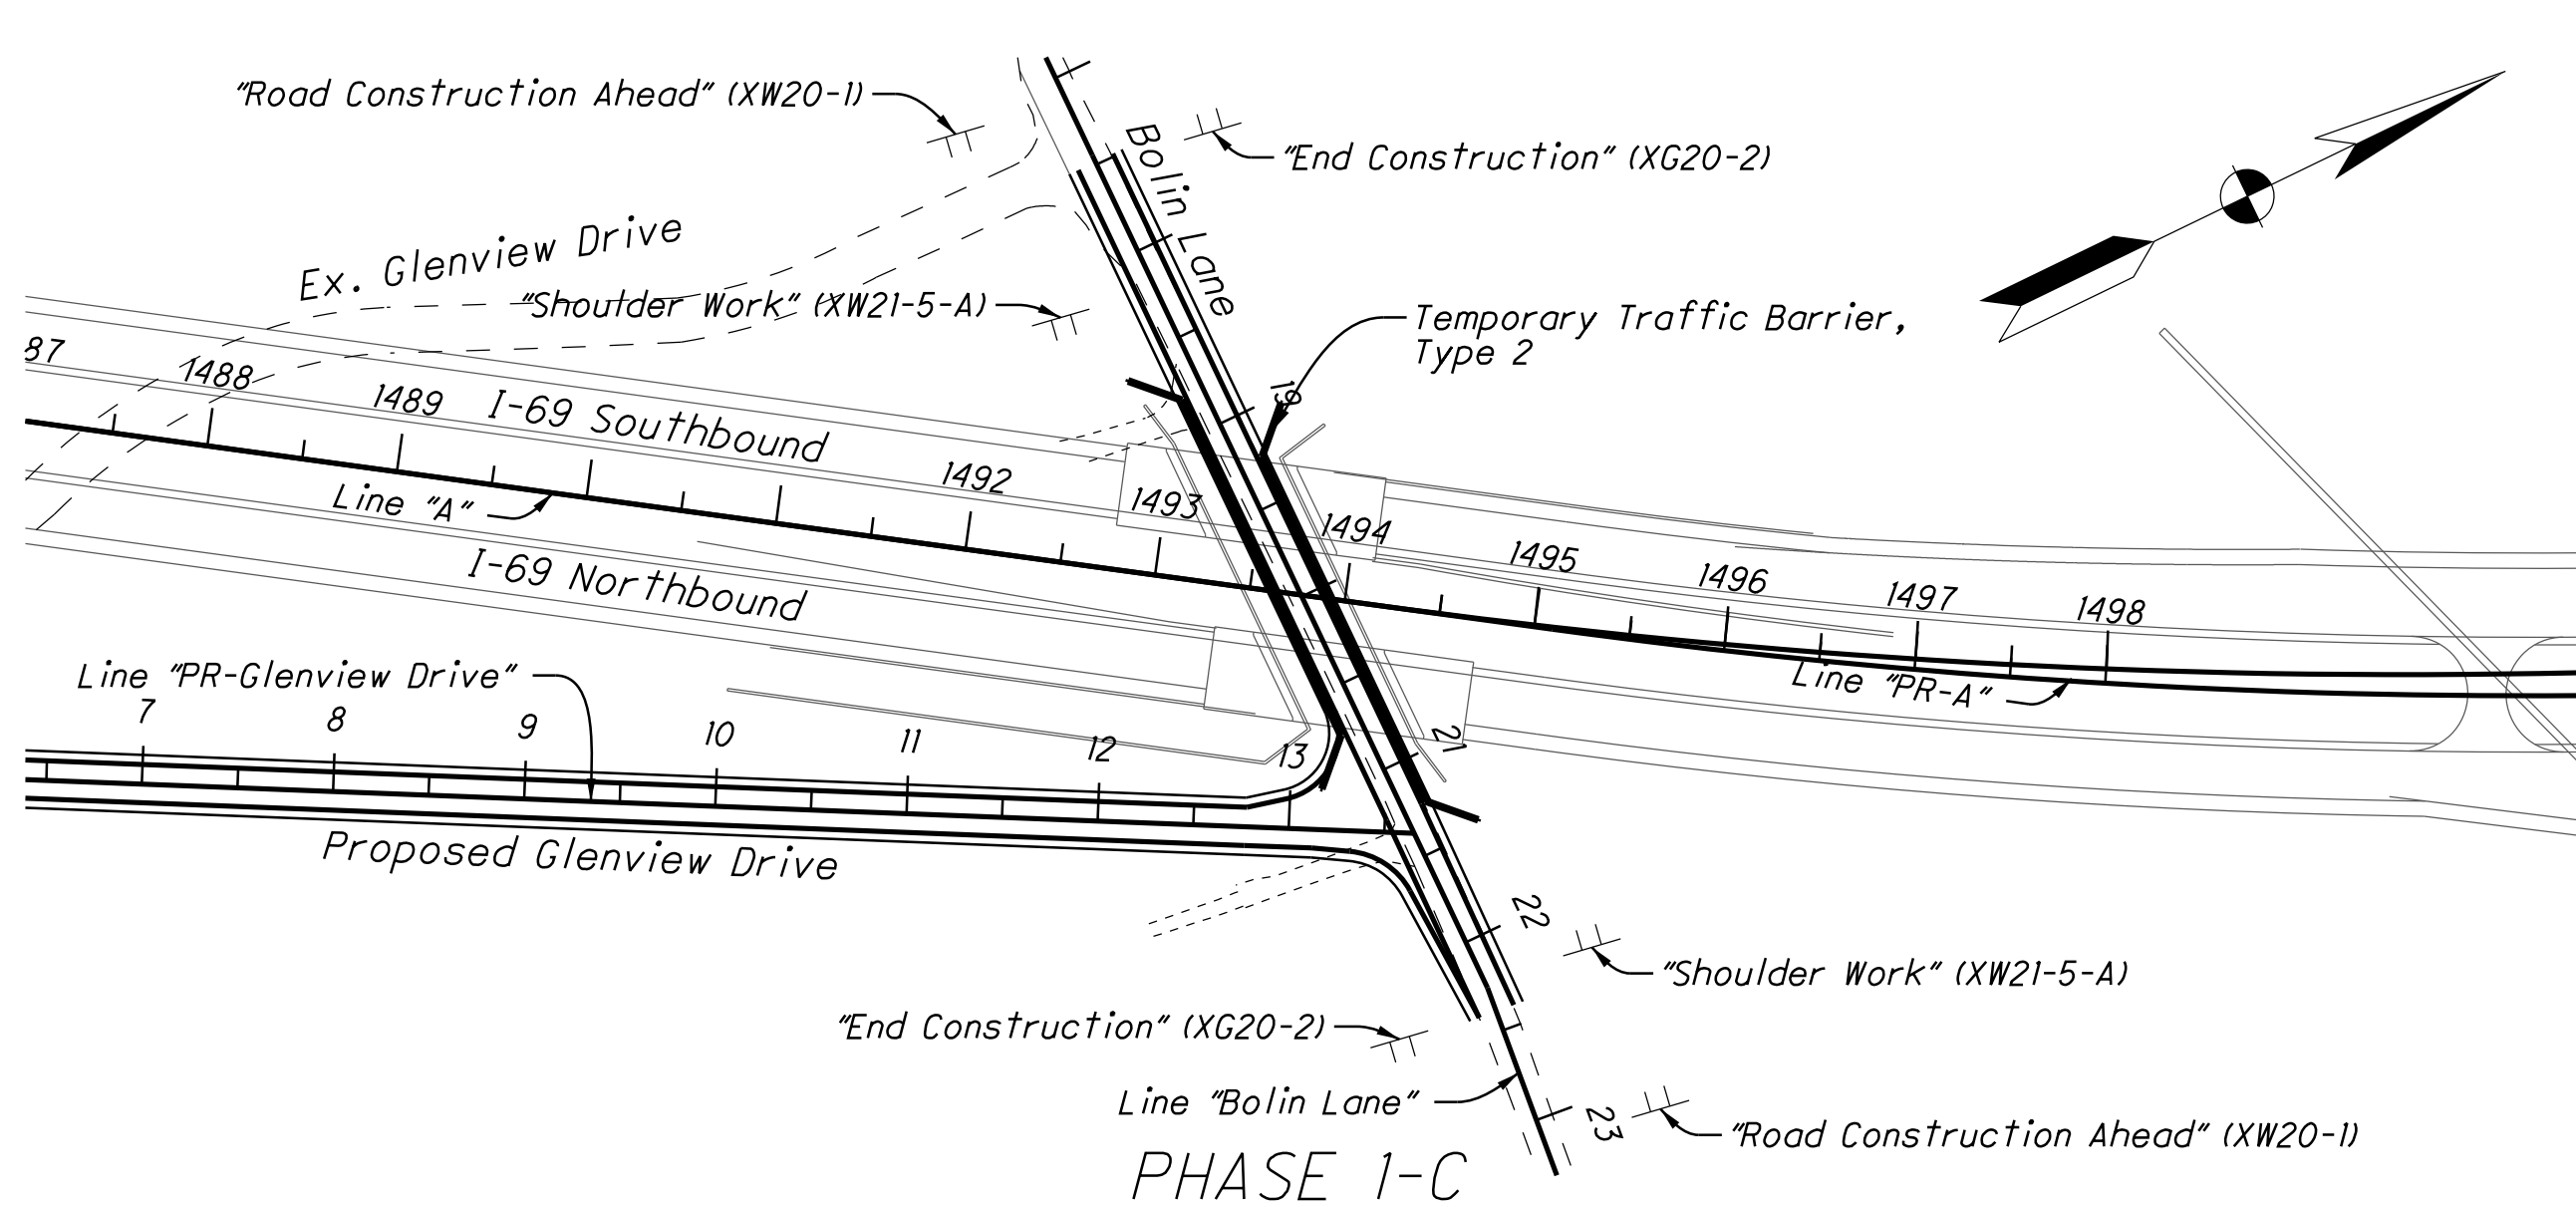 "Road Construction Ahead" (XW20-1)
Bolin Lane
"End Construction" (XG20-2)
Ex. Glenview Drive
"Shoulder Work" (XW21-5-A)
Temporary Traffic Barrier,
Type 2
87
1488
1489
I-69 Southbound
1492
1493
19
1494
1495
1496
1497
1498
Line "A"
I-69 Northbound
Line "PR-Glenview Drive"
Line "PR-A"
7
8
9
10
11
12
13
21
Proposed Glenview Drive
22
"Shoulder Work" (XW21-5-A)
"End Construction" (XG20-2)
Line "Bolin Lane"
23
"Road Construction Ahead" (XW20-1)
PHASE 1-C